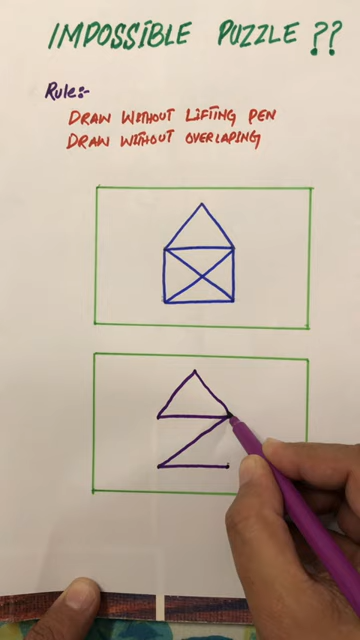 IMPOSSIBLE PUZZLE ??
Rule:-
DRAW WITHOUT LIFTING PEN
DRAW WITHOUT OVERLAPING